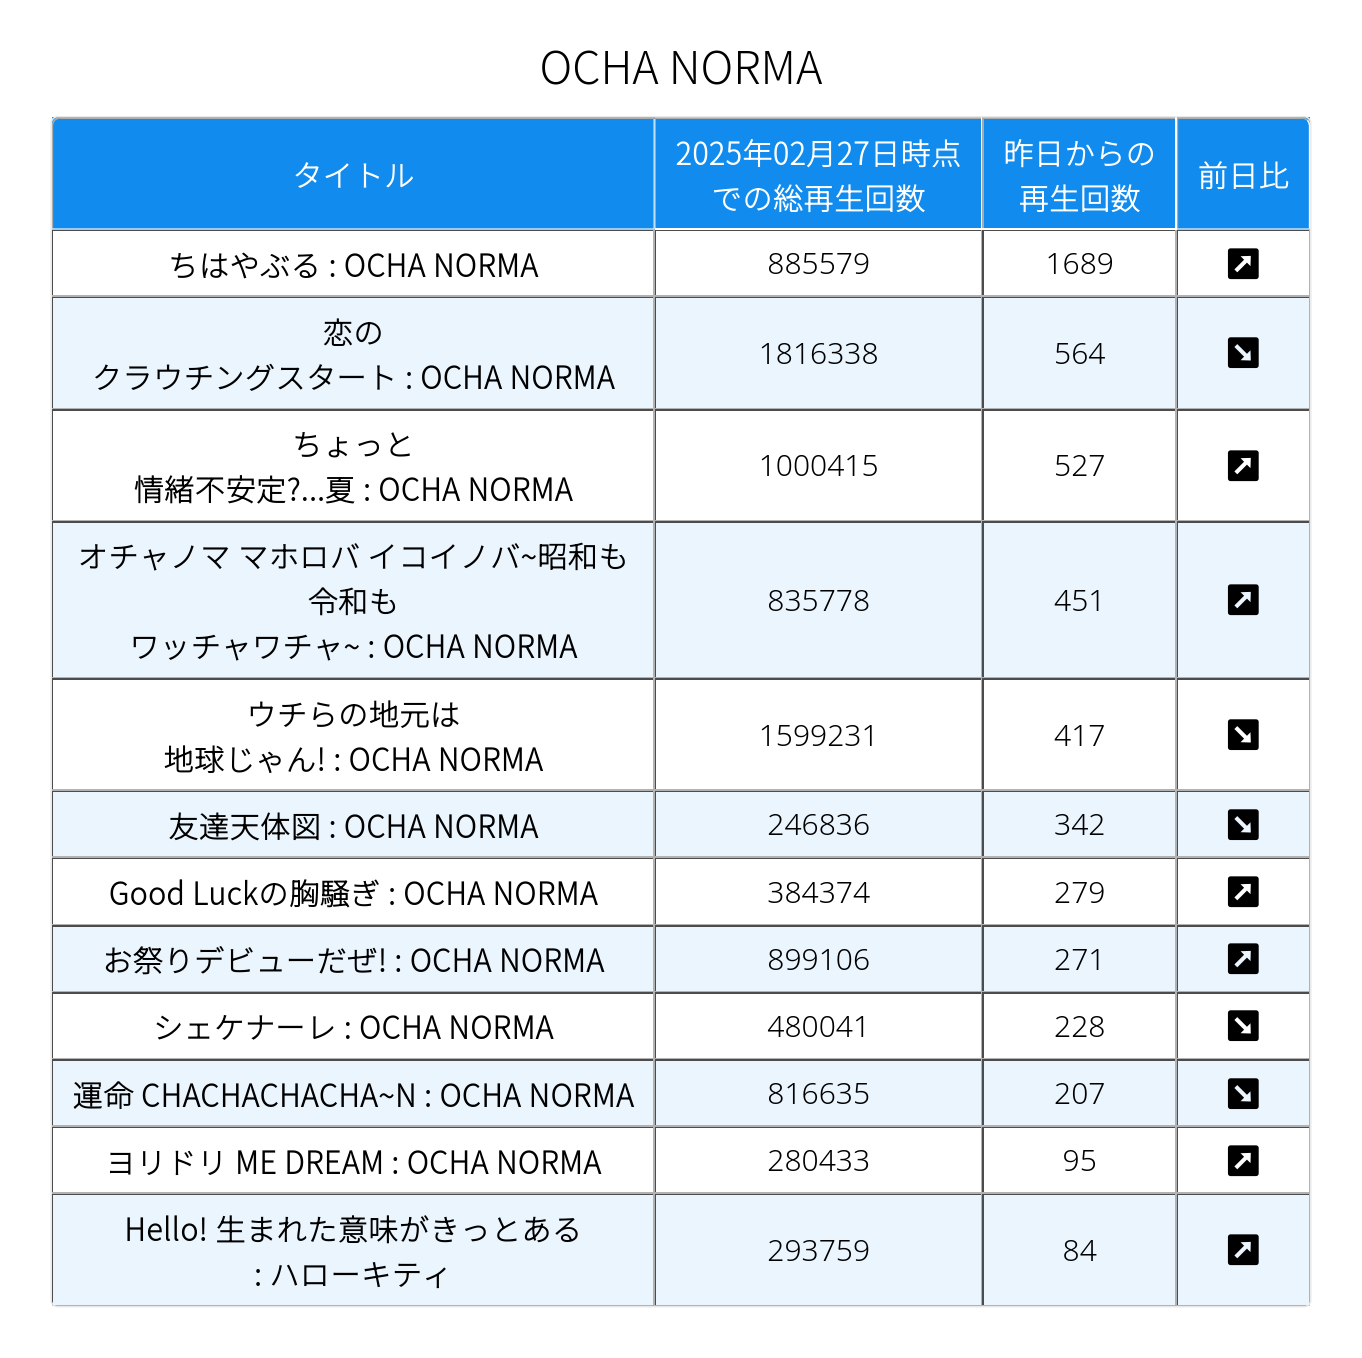 OCHA NORMA
タイトル
2025年02月27日時点
での総再生回数
昨日からの
再生回数
前日比
ちはやぶる : OCHA NORMA
885579
1689
恋の
クラウチングスタート : OCHA NORMA
1816338
564
ちょっと
情緒不安定?...夏 : OCHA NORMA
1000415
527
オチャノマ マホロバ イコイノバ~昭和も
令和も
ワッチャワチャ~ : OCHA NORMA
835778
451
ウチらの地元は
地球じゃん! : OCHA NORMA
1599231
417
友達天体図 : OCHA NORMA
246836
342
Good Luckの胸騒ぎ : OCHA NORMA
384374
279
お祭りデビューだぜ! : OCHA NORMA
899106
271
シェケナーレ : OCHA NORMA
480041
228
運命 CHACHACHACHA~N : OCHA NORMA
816635
207
ヨリドリ ME DREAM : OCHA NORMA
280433
95
Hello! 生まれた意味がきっとある
: ハローキティ
293759
84